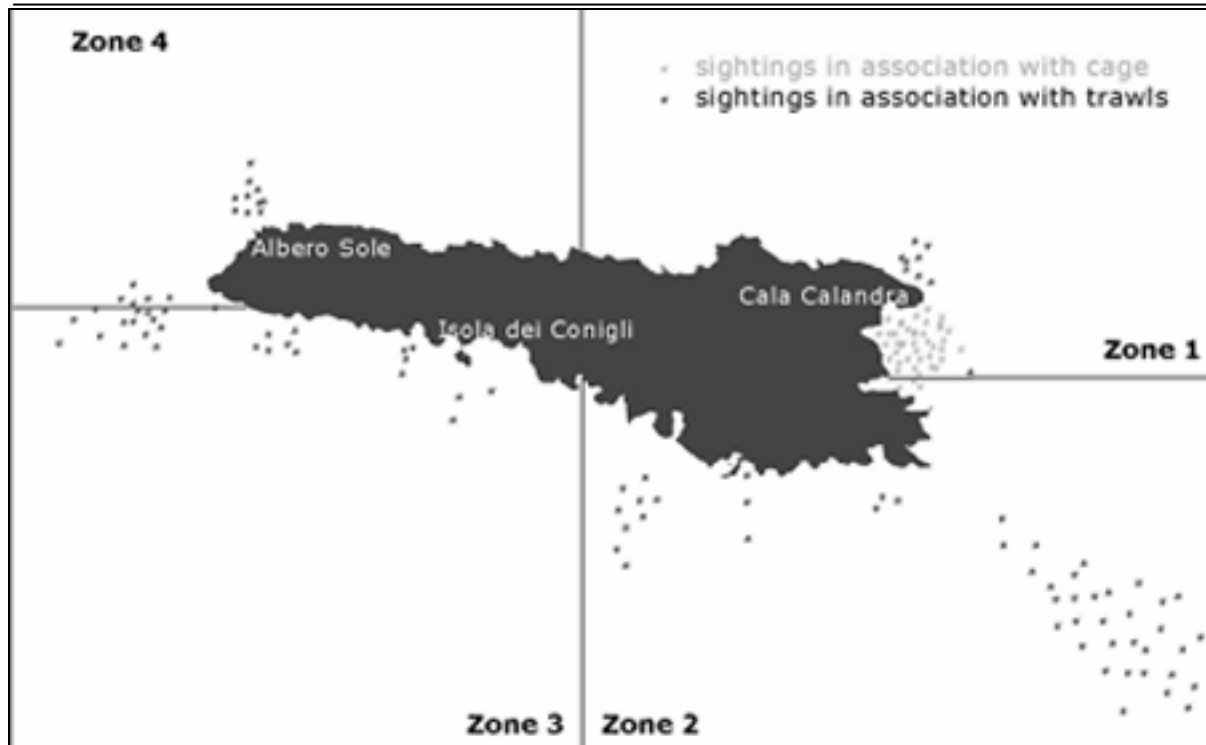 Zone 4
sightings in association with cage
sightings in association with trawls
Albero Sole
Cala Calandra
Isola dei Conigli
Zone 1
Zone 3
Zone 2